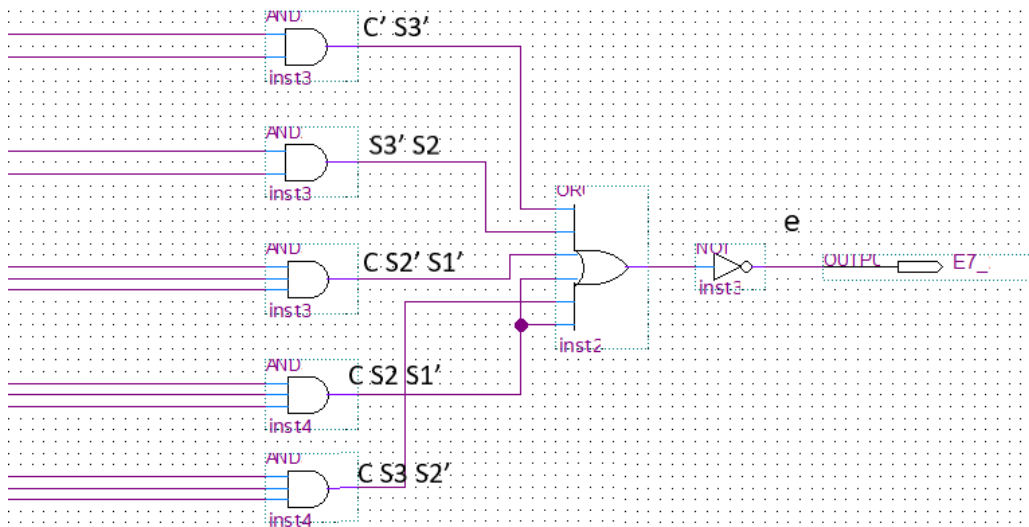 AND
C' S3'
inst3
AND
S3' S2
inst3
AND
C S2' S1'
inst3
OR
inst2
e
NOT
inst3
OUTPU
E7_
AND
C S2 S1'
inst4
AND
C S3 S2'
inst4